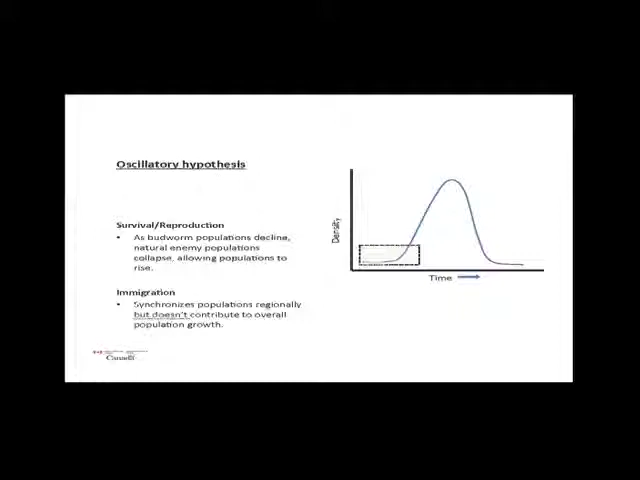 Oscillatory hypothesis
Survival/Reproduction
• As budworm populations decline,
natural enemy populations
collapse, allowing populations to
rise.
Immigration
• Synchronizes populations regionally
but doesn't contribute to overall
population growth.
Density
Time
Canada